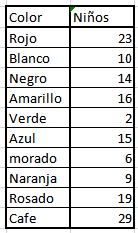 Color Niños
Rojo 23
Blanco 10
Negro 14
Amarillo 16
Verde 2
Azul 15
morado 6
Naranja 9
Rosado 19
Cafe 29